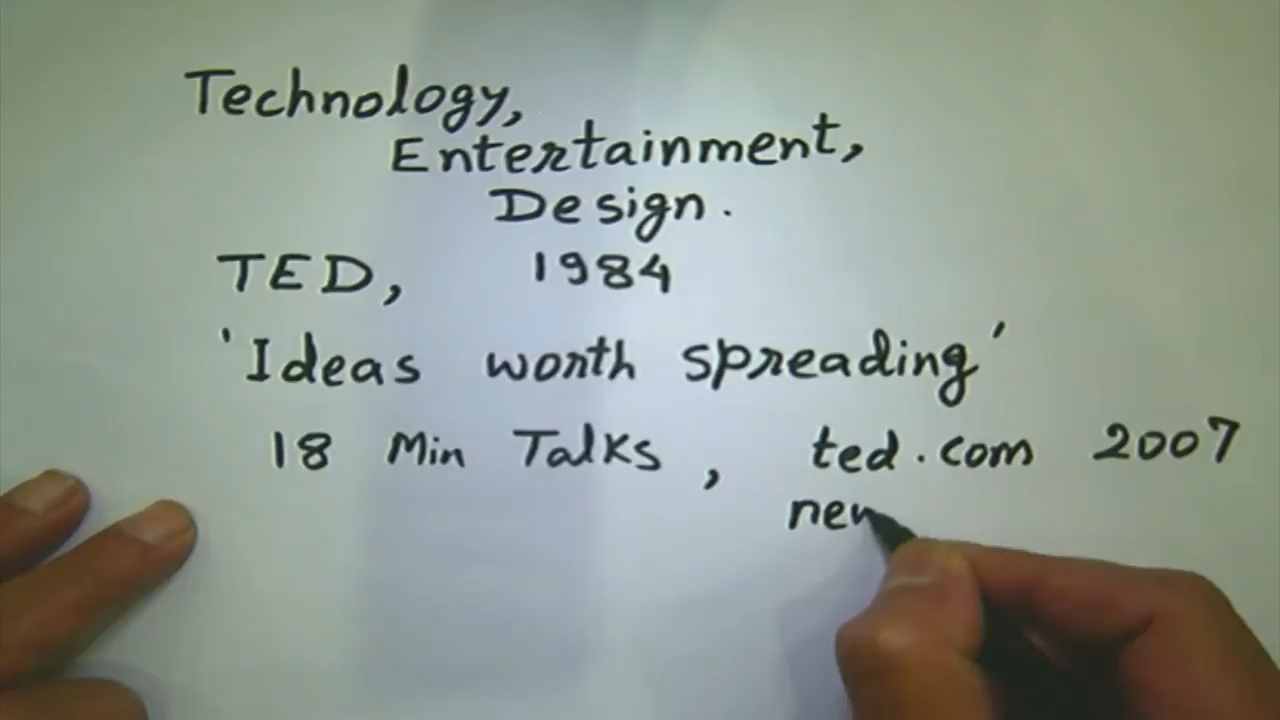 Technology,
Entertainment,
Design.
TED, 1984
'Ideas worth spreading'
18 Min Talks, ted.com 2007